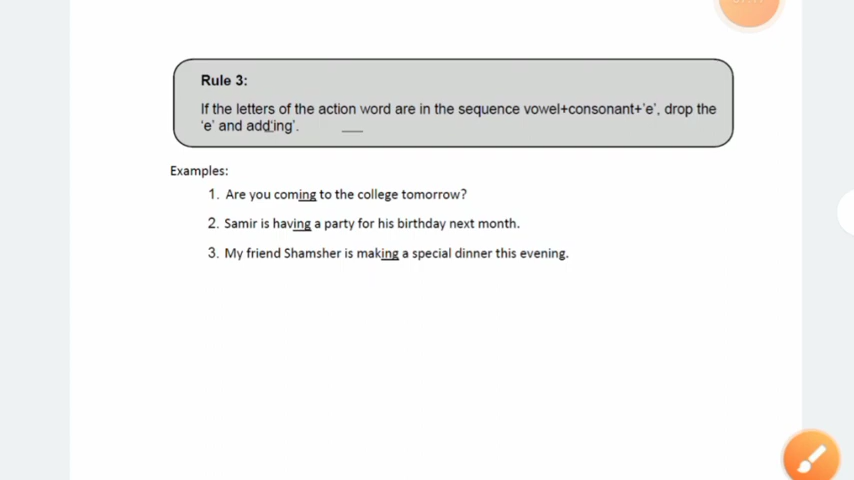 Rule 3:
If the letters of the action word are in the sequence vowel+consonant+'e', drop the
'e' and add'ing'.
Examples:
1. Are you coming to the college tomorrow?
2. Samir is having a party for his birthday next month.
3. My friend Shamsher is making a special dinner this evening.